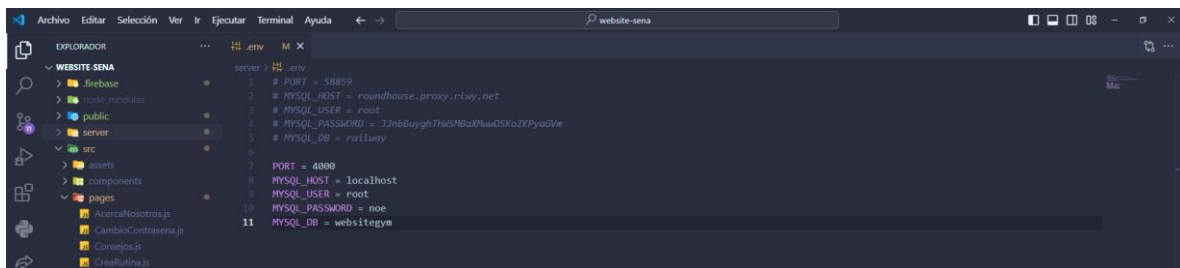 Archivo Editar Selección Ver Ir Ejecutar Terminal Ayuda website-sena
EXPLORADOR
WEBSITE-SENA
.firebase
node_modules
public
server
src
assets
components
pages
AcercaNosotros.js
CambioContrasena.js
Consejos.js
CreaRutina.js
11
.env M
server > .env
1 # PORT = 58859
2 # MYSQL_HOST = roundhouse.proxy.rlwy.net
3 # MYSQL_USER = root
4 # MYSQL_PASSWORD =
5 # MYSQL_DB = railway
6
7 PORT = 4000
8 MYSQL_HOST = localhost
9 MYSQL_USER = root
10 MYSQL_PASSWORD = noe
11 MYSQL_DB = websitegym